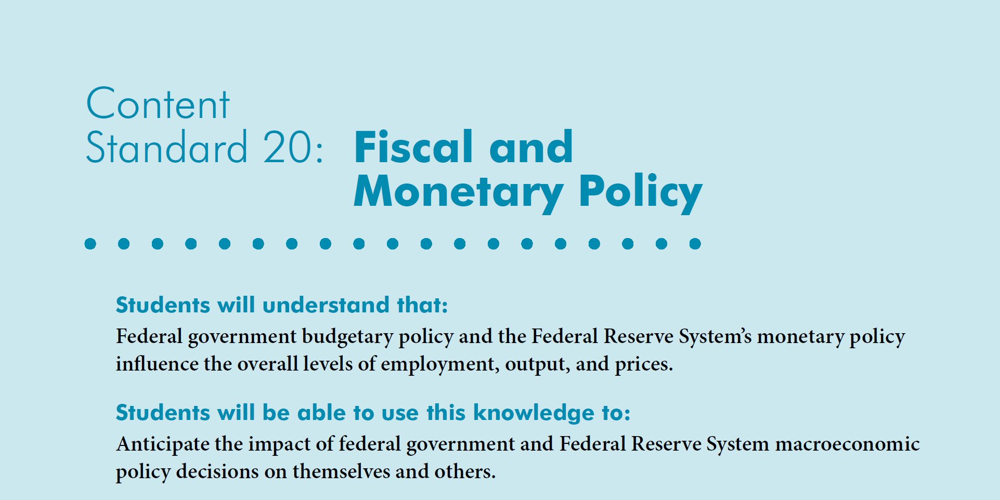 Content
Standard 20: Fiscal and
Monetary Policy
Students will understand that:
Federal government budgetary policy and the Federal Reserve System’s monetary policy
influence the overall levels of employment, output, and prices.
Students will be able to use this knowledge to:
Anticipate the impact of federal government and Federal Reserve System macroeconomic
policy decisions on themselves and others.